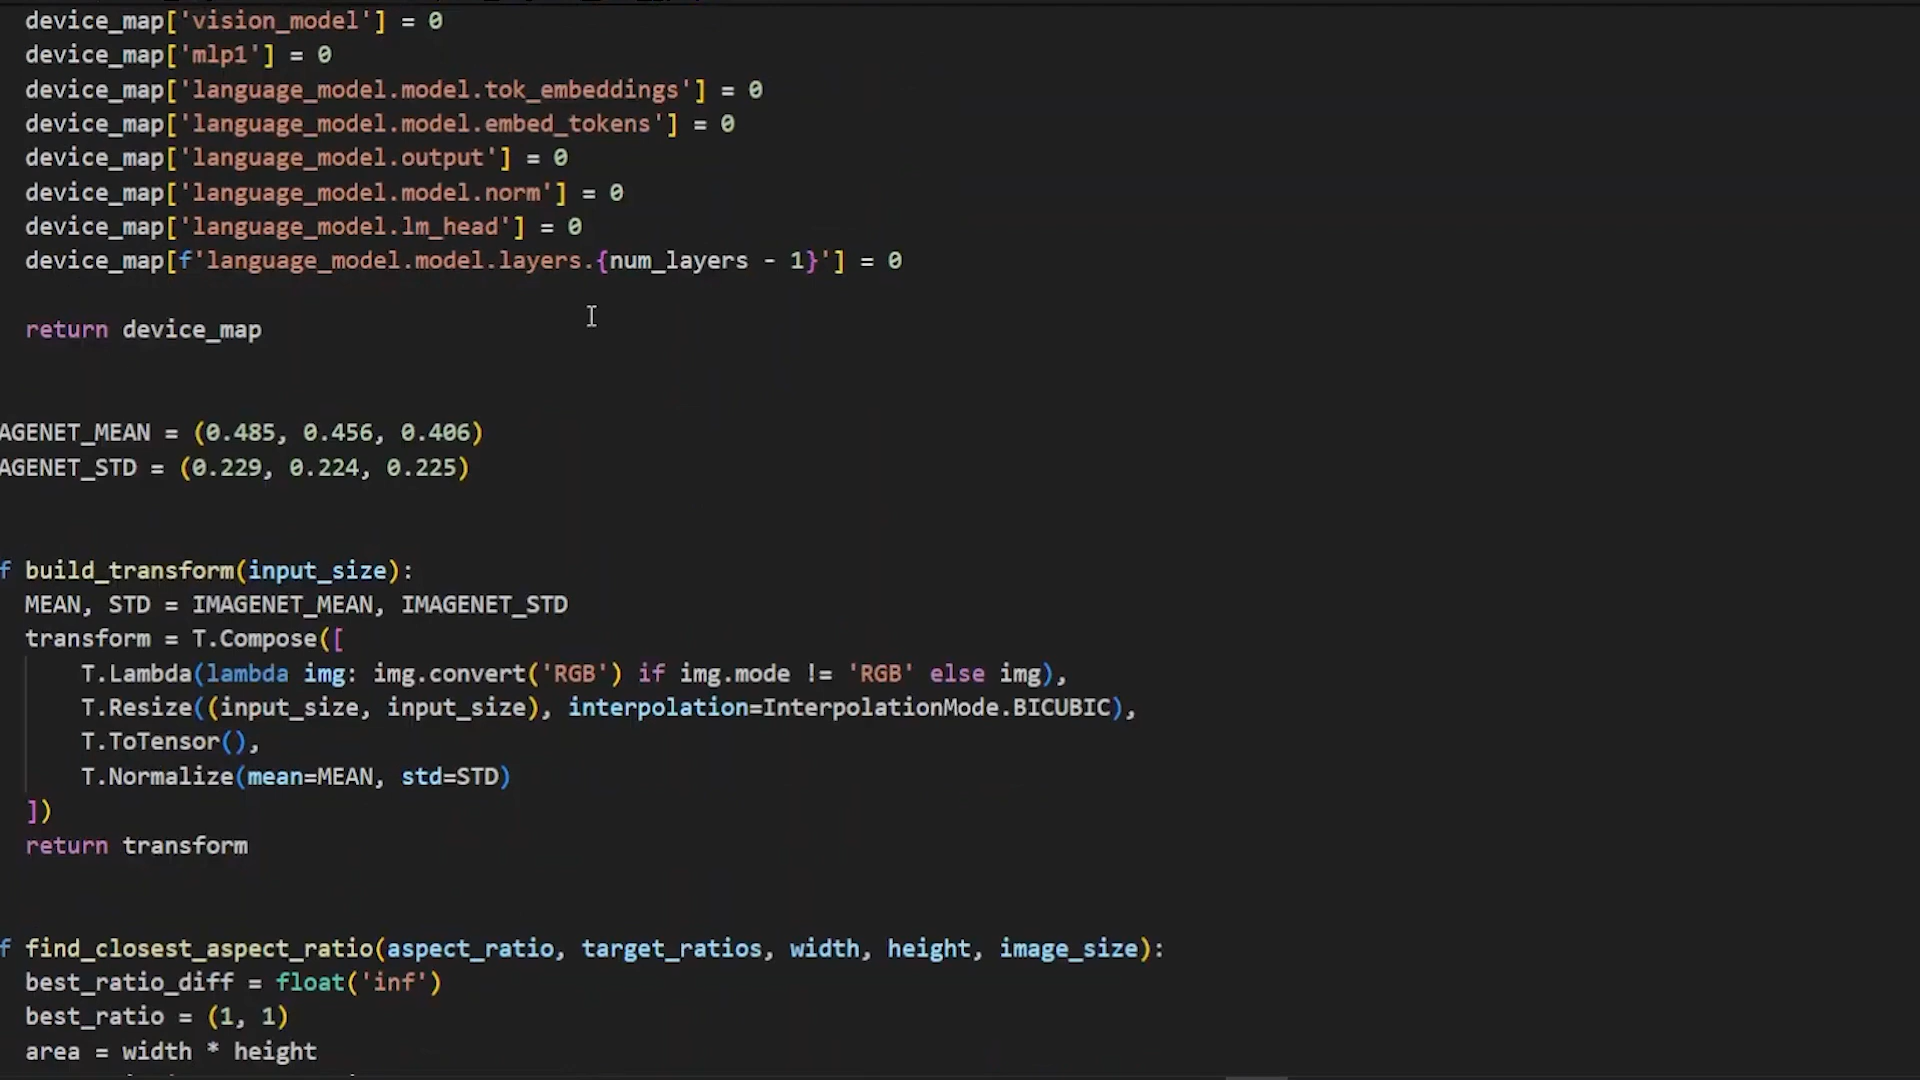 device_map['vision_model'] = 0
device_map['mlp1'] = 0
device_map['language_model.model.tok_embeddings'] = 0
device_map['language_model.model.embed_tokens'] = 0
device_map['language_model.output'] = 0
device_map['language_model.model.norm'] = 0
device_map['language_model.lm_head'] = 0
device_map[f'language_model.model.layers.{num_layers - 1}'] = 0
return device_map
AGENET_MEAN = (0.485, 0.456, 0.406)
AGENET_STD = (0.229, 0.224, 0.225)
f build_transform(input_size):
MEAN, STD = IMAGENET_MEAN, IMAGENET_STD
transform = T.Compose([
T.Lambda(lambda img: img.convert('RGB') if img.mode != 'RGB' else img),
T.Resize((input_size, input_size), interpolation=InterpolationMode.BICUBIC),
T.ToTensor(),
T.Normalize(mean=MEAN, std=STD)
])
return transform
f find_closest_aspect_ratio(aspect_ratio, target_ratios, width, height, image_size):
best_ratio_diff = float('inf')
best_ratio = (1, 1)
area = width * height